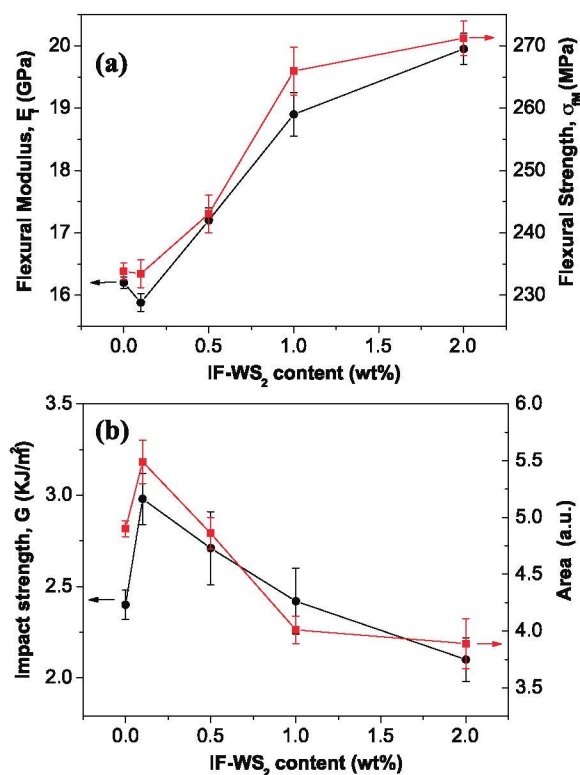 (a)
Flexural Modulus, E_f (GPa)
20
19
18
17
16
270
260
250
240
230
Flexural Strength, σ_fM (MPa)
0.0 0.5 1.0 1.5 2.0
IF-WS₂ content (wt%)
(b)
Impact strength, G (KJ/m²)
3.5
3.0
2.5
2.0
6.0
5.5
5.0
4.5
4.0
3.5
Area (a.u.)
0.0 0.5 1.0 1.5 2.0
IF-WS₂ content (wt%)